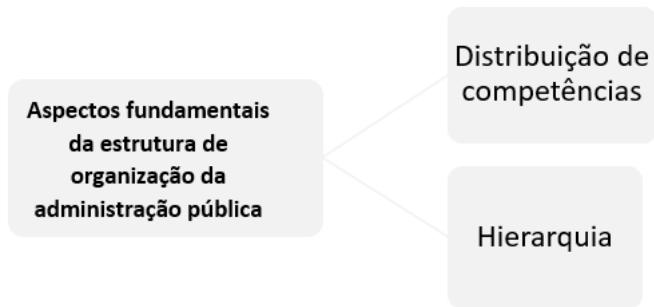 Aspectos fundamentais
da estrutura de
organização da
administração pública
Distribuição de
competências
Hierarquia